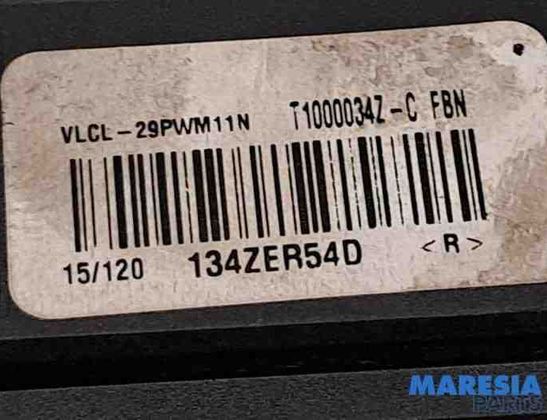 VLCL-29PWM11N T1000034Z-C FBN
15/120 134ZER54D <R>
MARESIA
PARTS